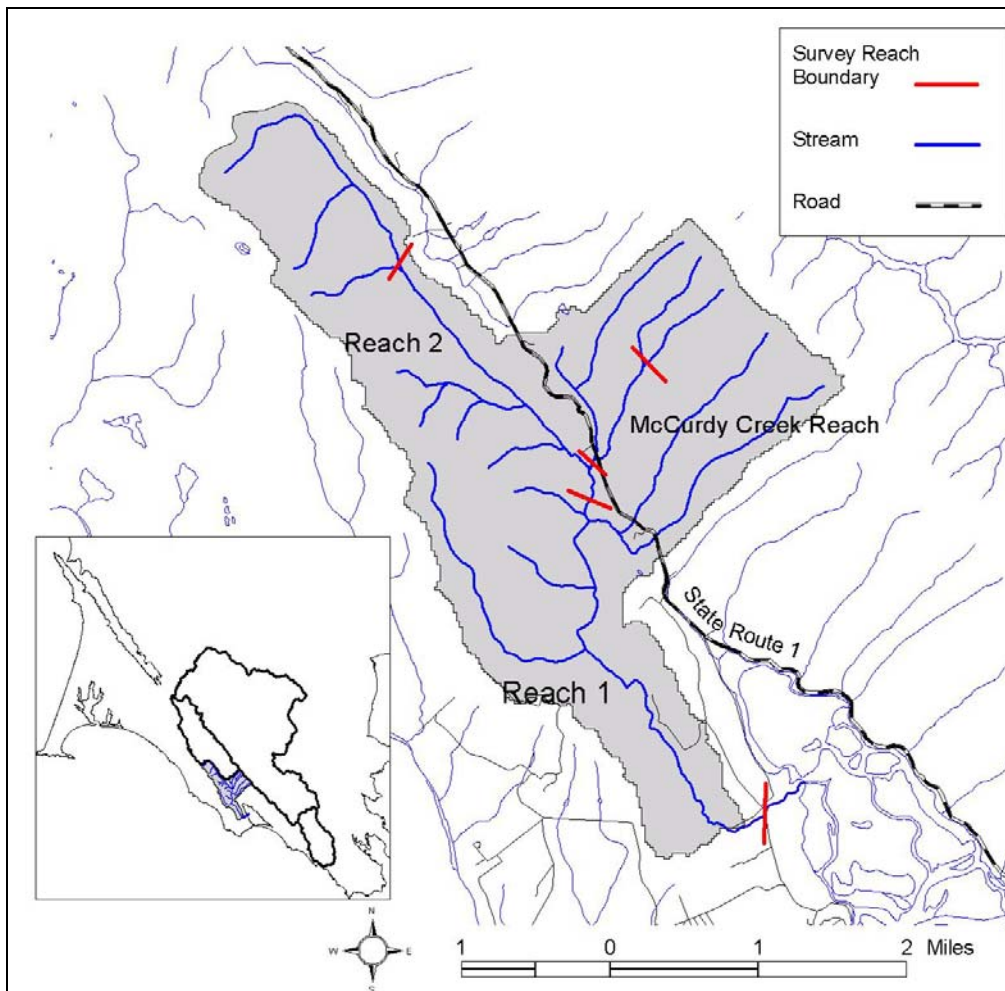 Survey Reach
Boundary
Stream
Road
Reach 2
McCurdy Creek Reach
State Route 1
Reach 1
N
W E
S
1 0 1 2 Miles